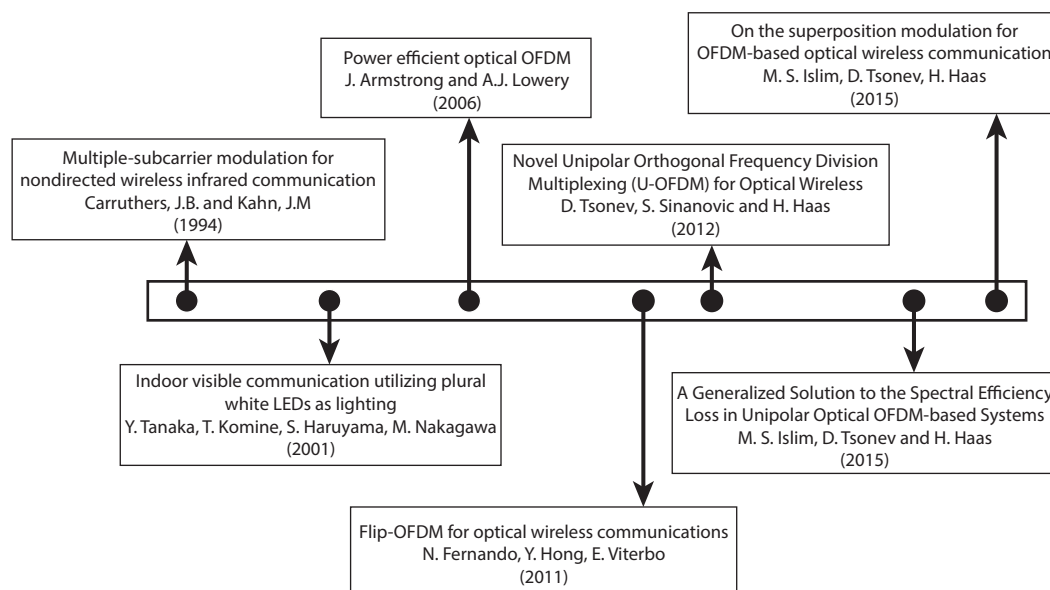 On the superposition modulation for
OFDM-based optical wireless communication
M. S. Islim, D. Tsonev, H. Haas
(2015)
Power efficient optical OFDM
J. Armstrong and A.J. Lowery
(2006)
Multiple-subcarrier modulation for
nondirected wireless infrared communication
Carruthers, J.B. and Kahn, J.M
(1994)
Novel Unipolar Orthogonal Frequency Division
Multiplexing (U-OFDM) for Optical Wireless
D. Tsonev, S. Sinanovic and H. Haas
(2012)
Indoor visible communication utilizing plural
white LEDs as lighting
Y. Tanaka, T. Komine, S. Haruyama, M. Nakagawa
(2001)
A Generalized Solution to the Spectral Efficiency
Loss in Unipolar Optical OFDM-based Systems
M. S. Islim, D. Tsonev and H. Haas
(2015)
Flip-OFDM for optical wireless communications
N. Fernando, Y. Hong, E. Viterbo
(2011)